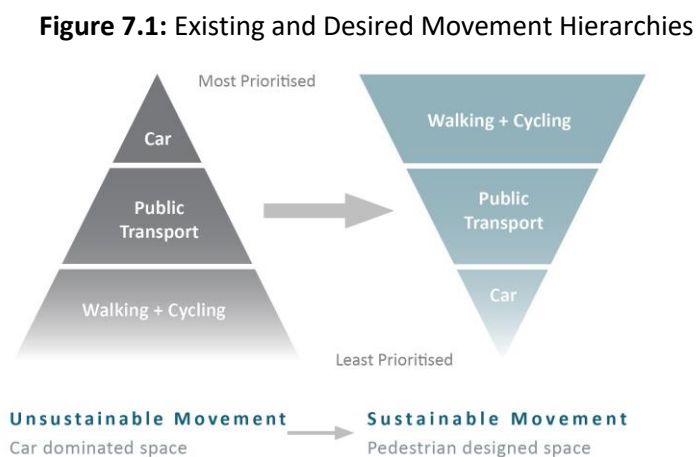 Figure 7.1: Existing and Desired Movement Hierarchies
Most Prioritised
Car
Public
Transport
Walking + Cycling
Walking + Cycling
Public
Transport
Car
Least Prioritised
Unsustainable Movement
Car dominated space
Sustainable Movement
Pedestrian designed space